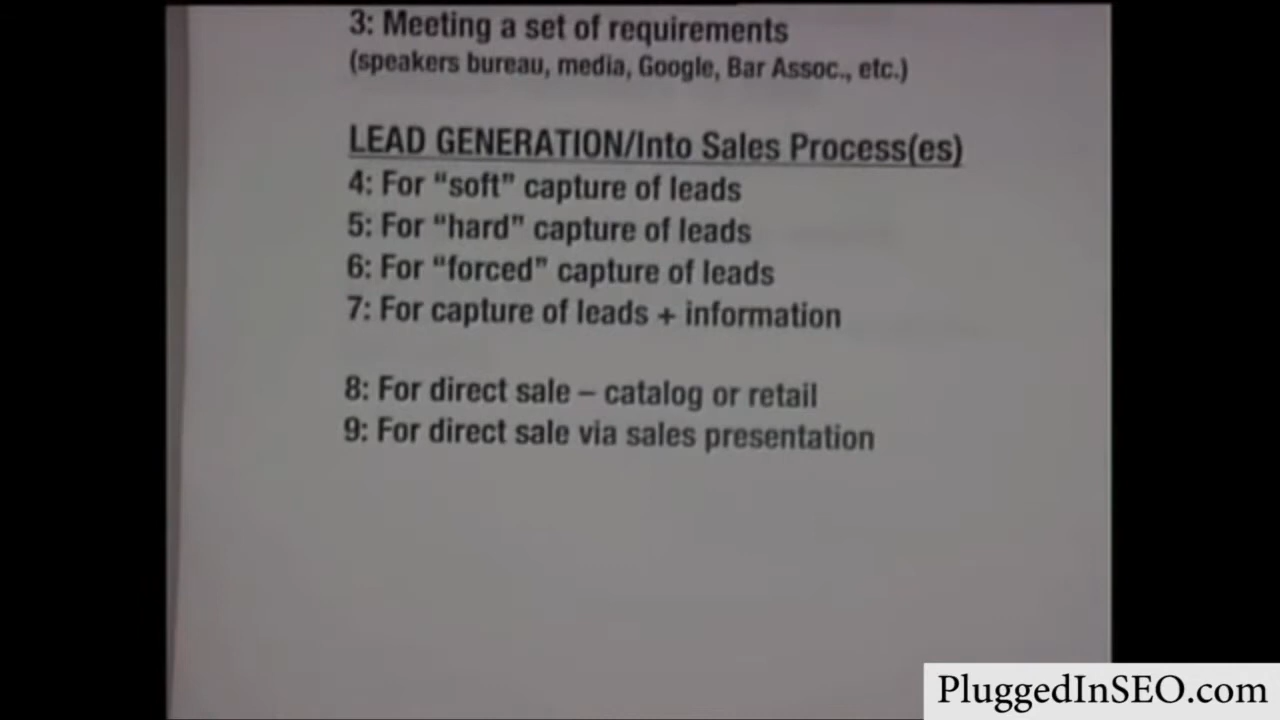 3: Meeting a set of requirements
(speakers bureau, media, Google, Bar Assoc., etc.)
LEAD GENERATION/Into Sales Process(es)
4: For “soft” capture of leads
5: For “hard” capture of leads
6: For “forced” capture of leads
7: For capture of leads + information
8: For direct sale – catalog or retail
9: For direct sale via sales presentation
PluggedInSEO.com